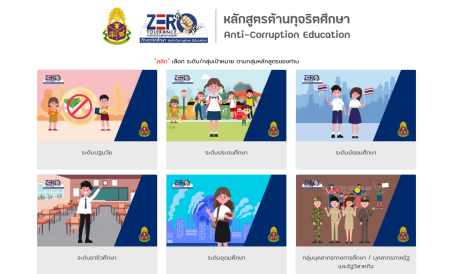 ZERO
TOLERANCE
หลักสูตรต้านทุจริตศึกษา
Anti-Corruption Education
"คลิก" เลือก ระดับ/กลุ่มเป้าหมาย ตามกลุ่มหลักสูตรของท่าน
ระดับปฐมวัย
ระดับประถมศึกษา
ระดับมัธยมศึกษา
ระดับอาชีวศึกษา
ระดับอุดมศึกษา
กลุ่มบุคลากรทางการศึกษา / บุคลากรภาครัฐ
และรัฐวิสาหกิจ